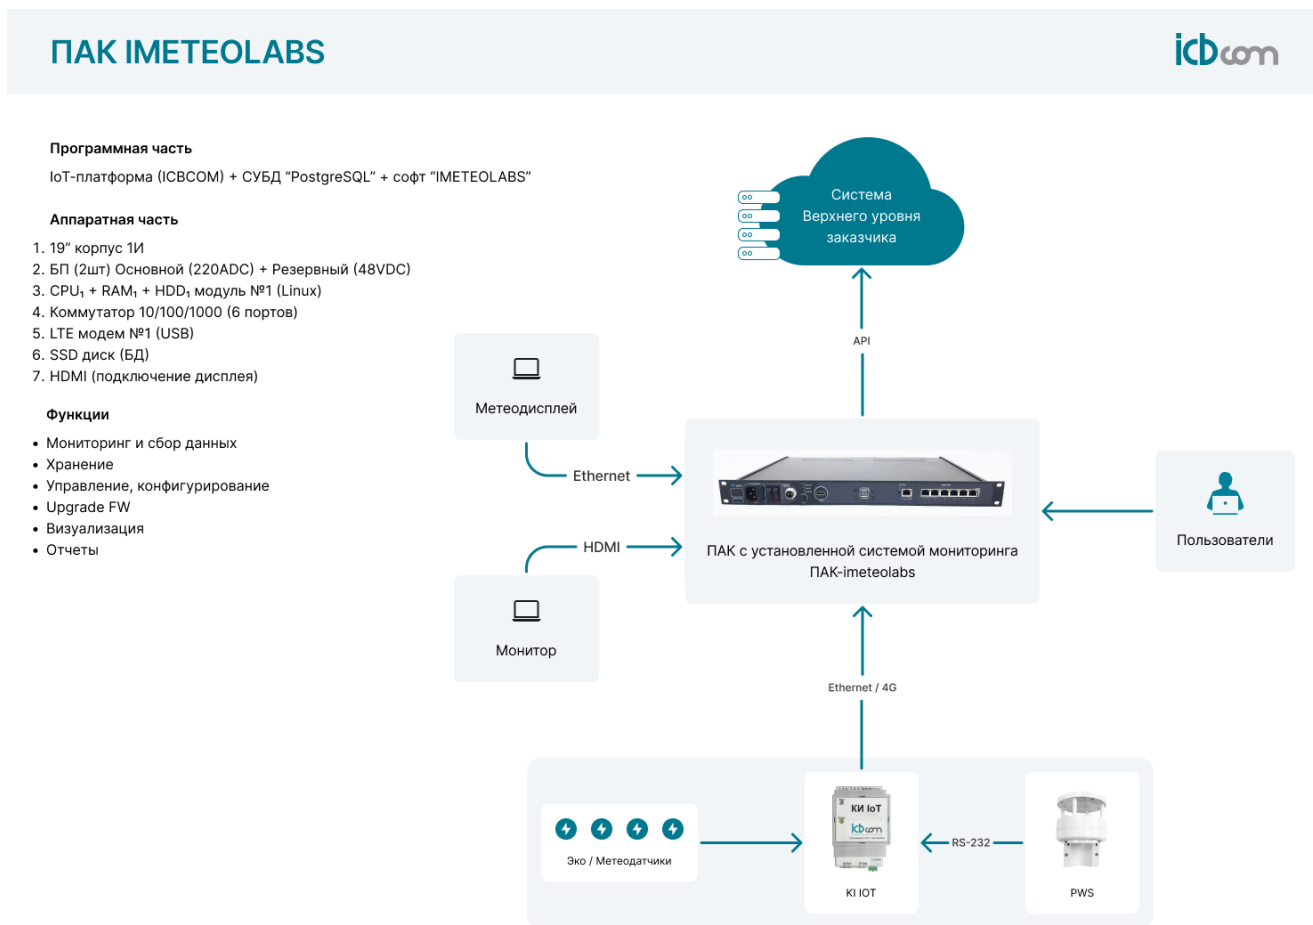 ПАК IMETEOLABS
icbcom
Программная часть
IoT-платформа (ICBCOM) + СУБД “PostgreSQL” + софт “IMETEOLABS”
Аппаратная часть
1. 19” корпус 1И
2. БП (2шт) Основной (220ADC) + Резервный (48VDC)
3. CPU₁ + RAM₁ + HDD₁ модуль №1 (Linux)
4. Коммутатор 10/100/1000 (6 портов)
5. LTE модем №1 (USB)
6. SSD диск (БД)
7. HDMI (подключение дисплея)
Функции
• Мониторинг и сбор данных
• Хранение
• Управление, конфигурирование
• Upgrade FW
• Визуализация
• Отчеты
Система
Верхнего уровня
заказчика
API
Метеодисплей
Ethernet
HDMI
Монитор
ПАК с установленной системой мониторинга
ПАК-imeteolabs
Пользователи
Ethernet / 4G
Эко / Метеодатчики
КИ IoT
icbcom
KI IOT
RS-232
PWS